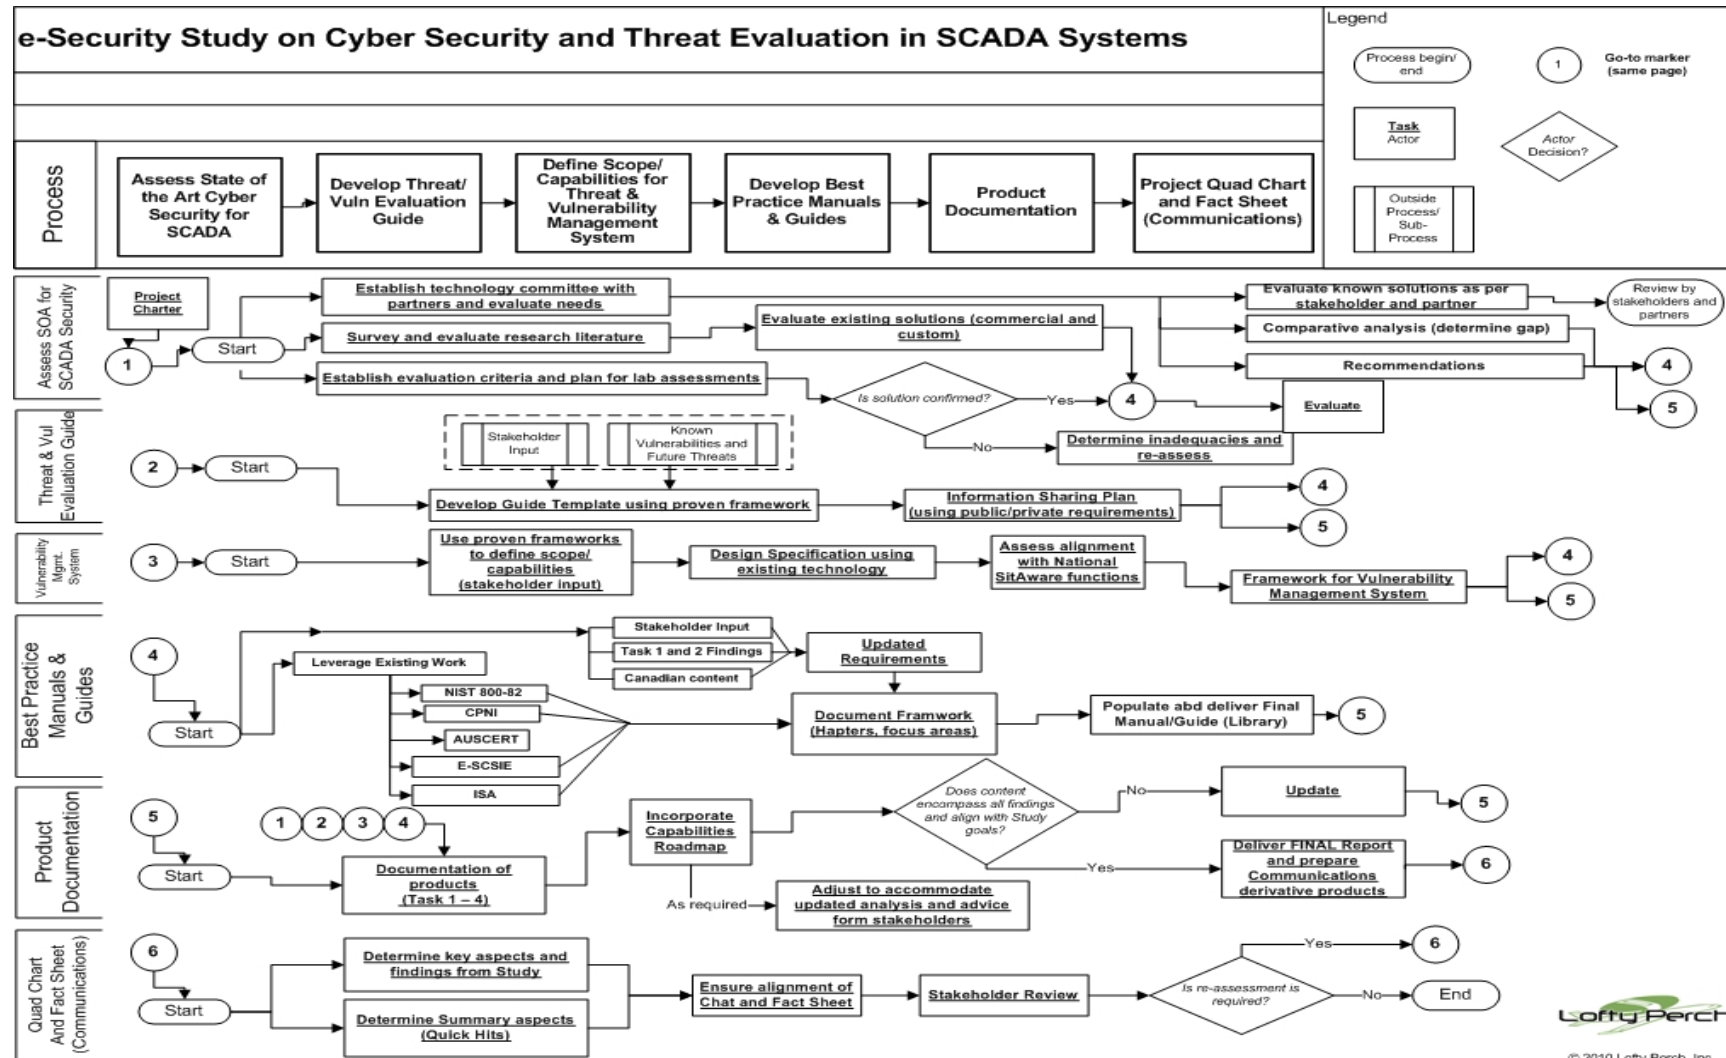 e-Security Study on Cyber Security and Threat Evaluation in SCADA Systems
Legend
Process begin/
end
1
Go-to marker
(same page)
Task
Actor
Actor
Decision?
Outside
Process/
Sub-
Process
Process
Assess State of
the Art Cyber
Security for
SCADA
Develop Threat/
Vuln Evaluation
Guide
Define Scope/
Capabilities for
Threat &
Vulnerability
Management
System
Develop Best
Practice Manuals
& Guides
Product
Documentation
Project Quad Chart
and Fact Sheet
(Communications)
Assess SOA for
SCADA Security
Project
Charter
1
Start
Establish technology committee with
partners and evaluate needs
Survey and evaluate research literature
Establish evaluation criteria and plan for lab assessments
Evaluate existing solutions (commercial and
custom)
Is solution confirmed?
Yes
No
4
Evaluate
Determine inadequacies and
re-assess
Evaluate known solutions as per
stakeholder and partner
Comparative analysis (determine gap)
Recommendations
Review by
stakeholders and
partners
4
5
Threat & Vul
Evaluation Guide
2
Start
Stakeholder
Input
Known
Vulnerabilities and
Future Threats
Develop Guide Template using proven framework
Information Sharing Plan
(using public/private requirements)
4
5
Vulnerability
Mgmt.
System
3
Start
Use proven frameworks
to define scope/
capabilities
(stakeholder input)
Design Specification using
existing technology
Assess alignment
with National
SitAware functions
Framework for Vulnerability
Management System
4
5
Best Practice
Manuals &
Guides
4
Start
Leverage Existing Work
NIST 800-82
CPNI
AUSCERT
E-SCSIE
ISA
Stakeholder Input
Task 1 and 2 Findings
Canadian content
Updated
Requirements
Document Framwork
(Hapters, focus areas)
Populate abd deliver Final
Manual/Guide (Library)
5
Product
Documentation
5
Start
1 2 3 4
Documentation of
products
(Task 1 – 4)
Incorporate
Capabilities
Roadmap
As required
Adjust to accommodate
updated analysis and advice
form stakeholders
Does content
encompass all findings
and align with Study
goals?
No
Yes
Update
5
Deliver FINAL Report
and prepare
Communications
derivative products
6
Quad Chart
And Fact Sheet
(Communications)
6
Start
Determine key aspects and
findings from Study
Determine Summary aspects
(Quick Hits)
Ensure alignment of
Chat and Fact Sheet
Stakeholder Review
Is re-assessment is
required?
Yes
6
No
End
Lofty Perch
© 2010 Lofty Perch, Inc.